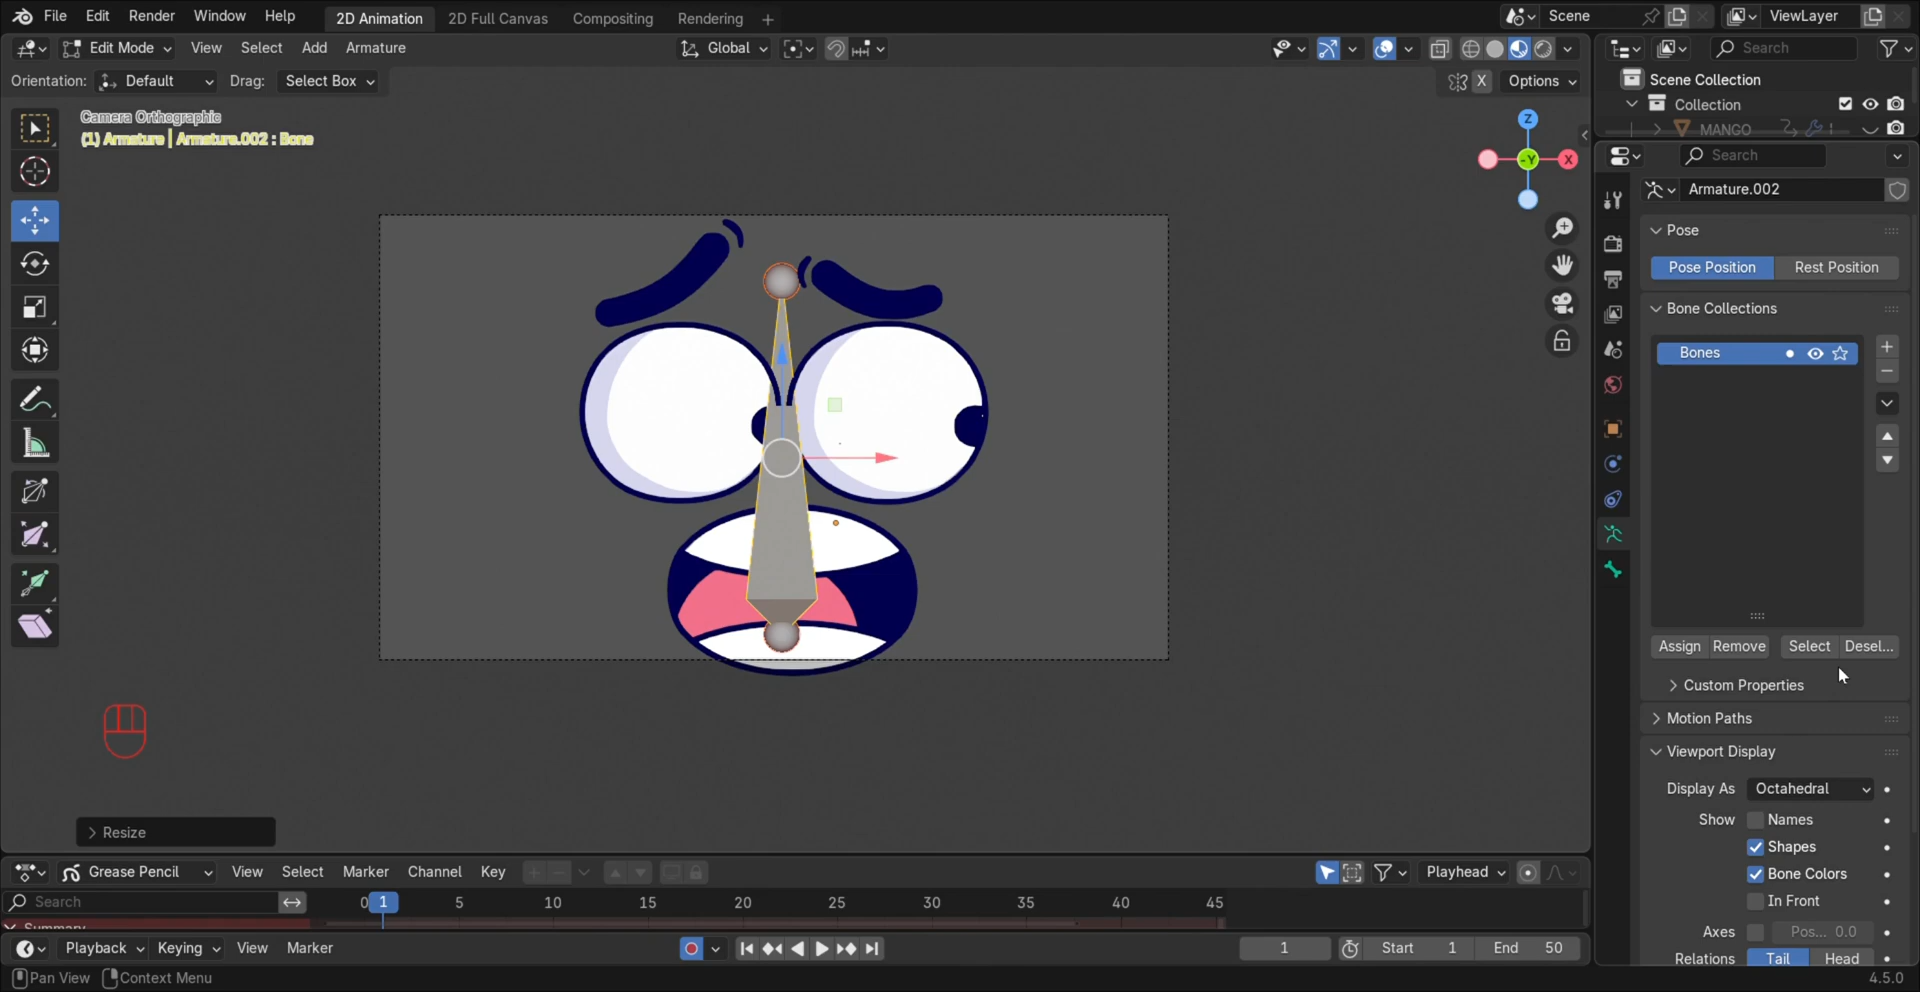 File Edit Render Window Help 2D Animation 2D Full Canvas Compositing Rendering + Scene ViewLayer
Edit Mode View Select Add Armature Global Search
Orientation: Default Drag: Select Box X Options Scene Collection
Collection
Camera Orthographic
(1) Armature | Armature.002 : Bone
MANGO
Z
-Y
X
Search
Armature.002
Pose
Pose Position Rest Position
Bone Collections
Bones
Assign Remove Select Desel...
Custom Properties
Motion Paths
Viewport Display
Display As Octahedral
Show Names
Shapes
Bone Colors
In Front
Axes Pos... 0.0
Relations Tail Head
Resize
Grease Pencil View Select Marker Channel Key Playhead
Search 0 1 5 10 15 20 25 30 35 40 45
Summary
Playback Keying View Marker 1 Start 1 End 50
Pan View Context Menu 4.5.0